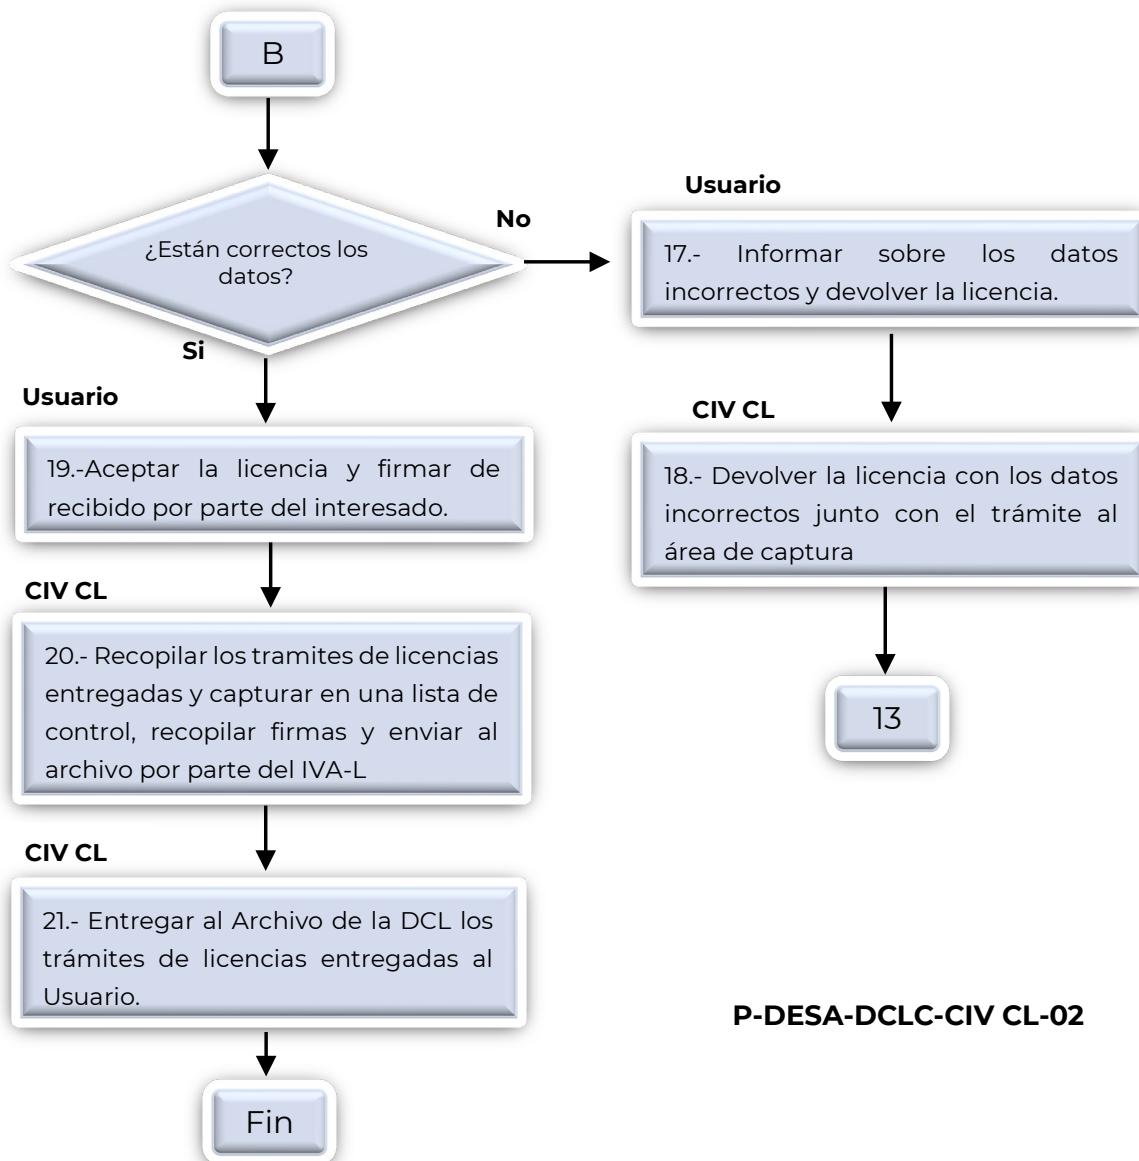 B
¿Están correctos los
datos?
No
Si
Usuario
17.- Informar sobre los datos
incorrectos y devolver la licencia.
CIV CL
18.- Devolver la licencia con los datos
incorrectos junto con el trámite al
área de captura
13
Usuario
19.-Aceptar la licencia y firmar de
recibido por parte del interesado.
CIV CL
20.- Recopilar los tramites de licencias
entregadas y capturar en una lista de
control, recopilar firmas y enviar al
archivo por parte del IVA-L
CIV CL
21.- Entregar al Archivo de la DCL los
trámites de licencias entregadas al
Usuario.
Fin
P-DESA-DCLC-CIV CL-02